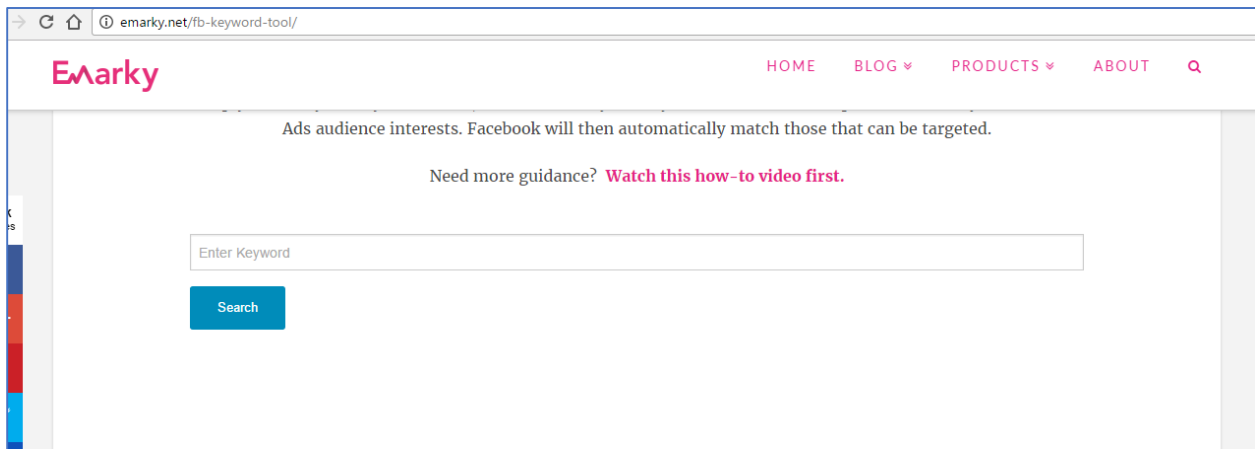 emarky.net/fb-keyword-tool/
Emarky
HOME BLOG PRODUCTS ABOUT
Ads audience interests. Facebook will then automatically match those that can be targeted.
Need more guidance? Watch this how-to video first.
Enter Keyword
Search